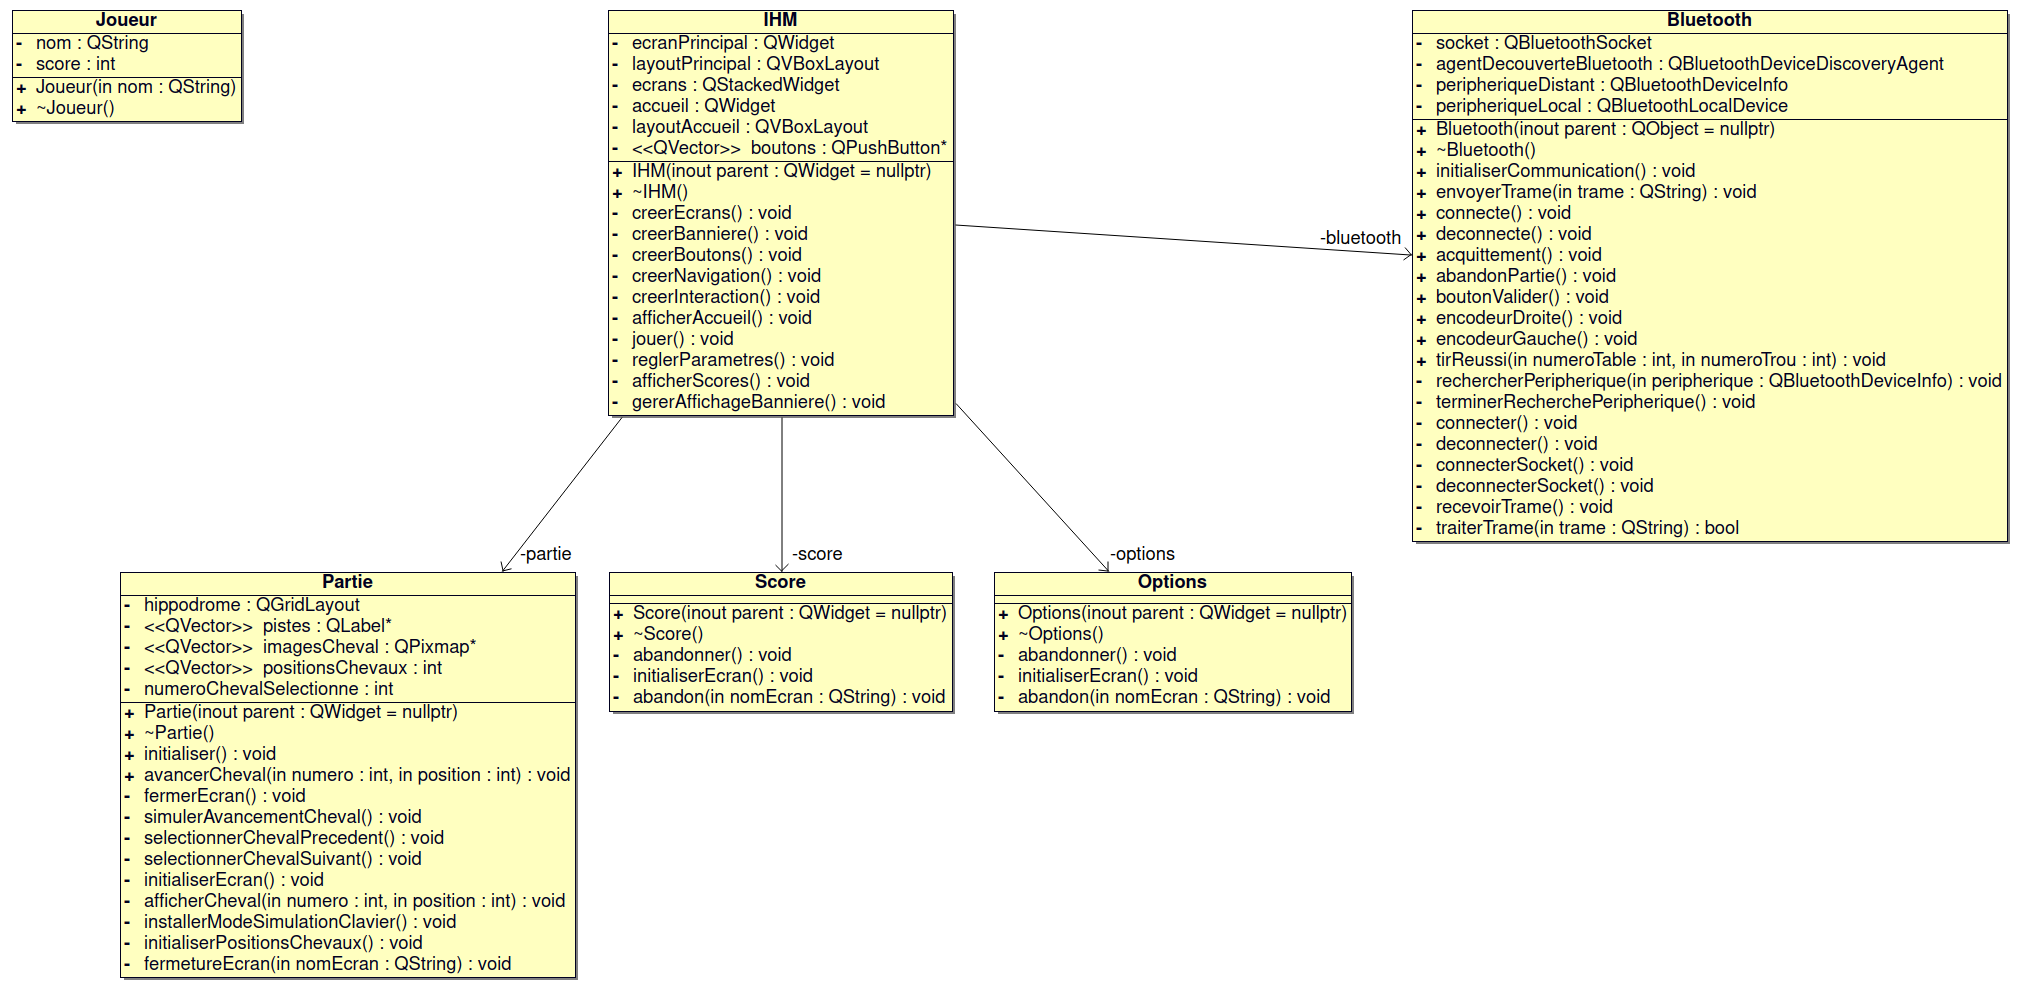 Joueur
- nom : QString
- score : int
+ Joueur(in nom : QString)
+ ~Joueur()
IHM
- ecranPrincipal : QWidget
- layoutPrincipal : QVBoxLayout
- ecrans : QStackedWidget
- accueil : QWidget
- layoutAccueil : QVBoxLayout
- <<QVector>> boutons : QPushButton*
+ IHM(inout parent : QWidget = nullptr)
+ ~IHM()
- creerEcrans() : void
- creerBanniere() : void
- creerBoutons() : void
- creerNavigation() : void
- creerInteraction() : void
- afficherAccueil() : void
- jouer() : void
- reglerParametres() : void
- afficherScores() : void
- gererAffichageBanniere() : void
-bluetooth
Bluetooth
- socket : QBluetoothSocket
- agentDecouverteBluetooth : QBluetoothDeviceDiscoveryAgent
- peripheriqueDistant : QBluetoothDeviceInfo
- peripheriqueLocal : QBluetoothLocalDevice
+ Bluetooth(inout parent : QObject = nullptr)
+ ~Bluetooth()
+ initialiserCommunication() : void
+ envoyerTrame(in trame : QString) : void
+ connecte() : void
+ deconnecte() : void
+ acquittement() : void
+ abandonPartie() : void
+ boutonValider() : void
+ encodeurDroite() : void
+ encodeurGauche() : void
+ tirReussi(in numeroTable : int, in numeroTrou : int) : void
- rechercherPeripherique(in peripherique : QBluetoothDeviceInfo) : void
- terminerRecherchePeripherique() : void
- connecter() : void
- deconnecter() : void
- connecterSocket() : void
- deconnecterSocket() : void
- recevoirTrame() : void
- traiterTrame(in trame : QString) : bool
-partie
-score
-options
Partie
- hippodrome : QGridLayout
- <<QVector>> pistes : QLabel*
- <<QVector>> imagesCheval : QPixmap*
- <<QVector>> positionsChevaux : int
- numeroChevalSelectionne : int
+ Partie(inout parent : QWidget = nullptr)
+ ~Partie()
+ initialiser() : void
+ avancerCheval(in numero : int, in position : int) : void
- fermerEcran() : void
- simulerAvancementCheval() : void
- selectionnerChevalPrecedent() : void
- selectionnerChevalSuivant() : void
- initialiserEcran() : void
- afficherCheval(in numero : int, in position : int) : void
- installerModeSimulationClavier() : void
- initialiserPositionsChevaux() : void
- fermetureEcran(in nomEcran : QString) : void
Score
+ Score(inout parent : QWidget = nullptr)
+ ~Score()
- abandonner() : void
- initialiserEcran() : void
- abandon(in nomEcran : QString) : void
Options
+ Options(inout parent : QWidget = nullptr)
+ ~Options()
- abandonner() : void
- initialiserEcran() : void
- abandon(in nomEcran : QString) : void